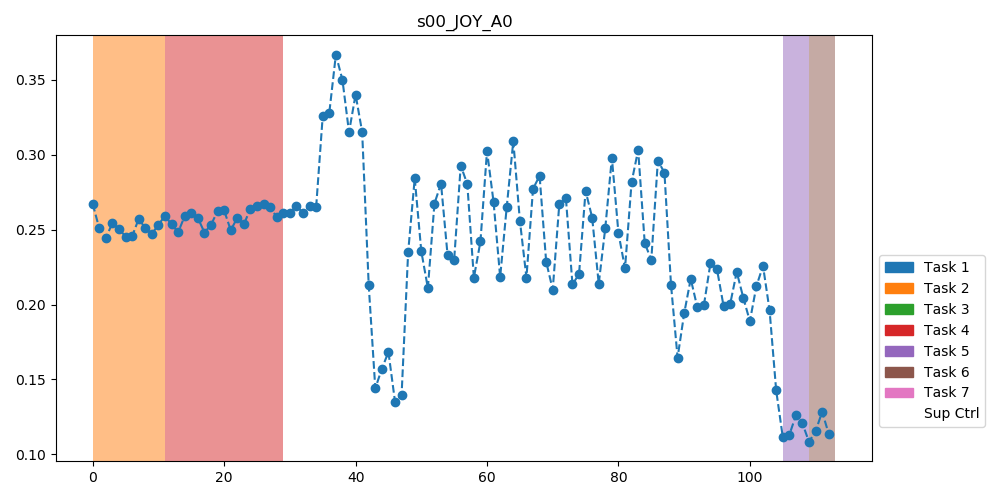 s00_JOY_A0
0.35
0.30
0.25
0.20
0.15
0.10
0
20
40
60
80
100
Task 1
Task 2
Task 3
Task 4
Task 5
Task 6
Task 7
Sup Ctrl